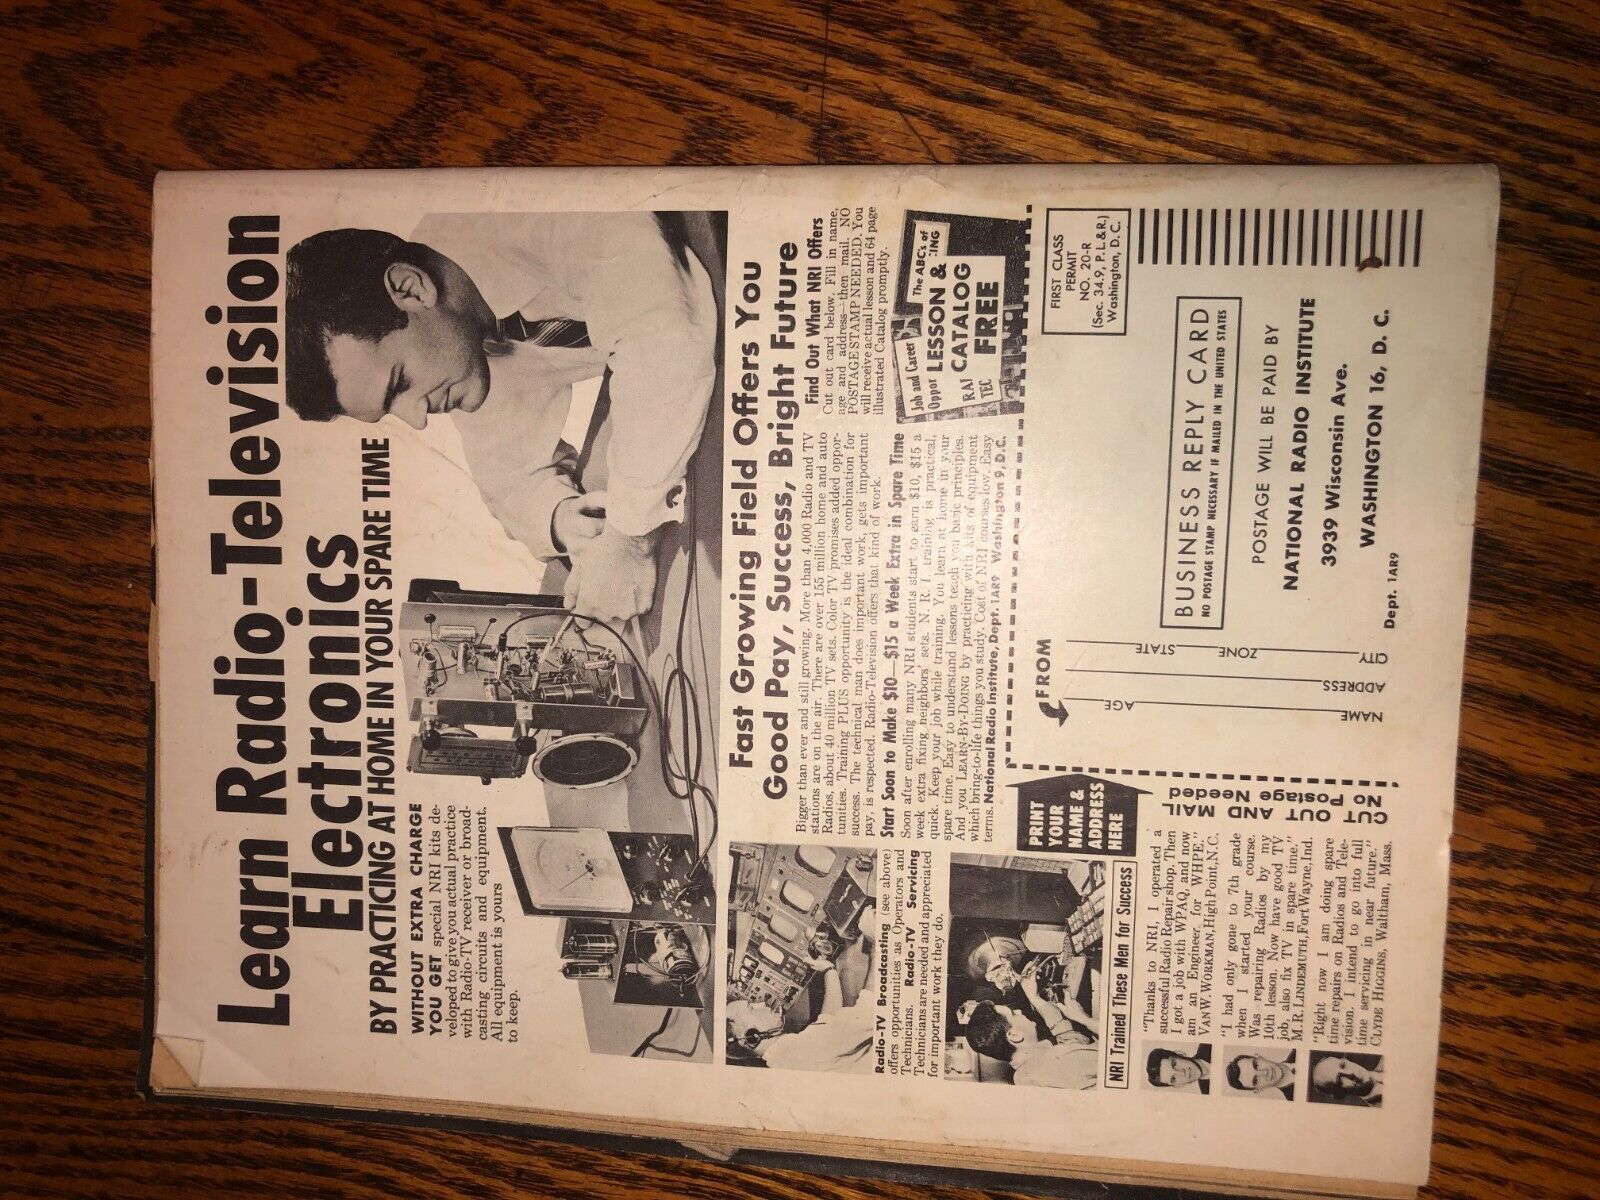 Learn Radio-Television
Electronics
BY PRACTICING AT HOME IN YOUR SPARE TIME
WITHOUT EXTRA CHARGE
YOU GET special NRI kits de-
veloped to give you actual practice
with Radio-TV receiver or broad-
casting circuits and equipment.
All equipment is yours
to keep.
Fast Growing Field Offers You
Good Pay, Success, Bright Future
Bigger than ever and still growing. More than 4,000 Radio and TV
stations are on the air. There are over 155 million home and auto
Radios, about 40 million TV sets. Color TV promises added oppor-
tunities. Training PLUS opportunity is the ideal combination for
success. The technical man does important work, gets important
pay, is respected. Radio-Television offers that kind of work.
Start Soon to Make $10—$15 a Week Extra in Spare Time
Soon after enrolling many NRI students start to earn $10, $15 a
week extra fixing neighbors sets. N. R. I. training is practical,
quick. Keep your job while training. You learn at home in your
spare time. Easy to understand lessons teach you basic principles.
And you LEARN-BY-DOING by practicing with kits of equipment
which bring-to-life things you study. Cost of NRI courses low. Easy
terms. National Radio Institute, Dept. 1AR9 Washington 9, D.C.
Find Out What NRI Offers
Cut out card below. Fill in name,
age and address—then mail. NO
POSTAGE STAMP NEEDED. You
will receive actual lesson and 64 page
illustrated Catalog promptly.
Job and Career
Oppor
RAI
TEC
The ABC's of
CING
LESSON &
CATALOG
FREE
Radio-TV Broadcasting (see above)
offers opportunities as Operators and
Technicians. Radio-TV Servicing
Technicians are needed and appreciated
for important work they do.
NRI Trained These Men for Success
"Thanks to NRI, I operated a
successful Radio Repair shop. Then
I got a job with WPAQ, and now
am an Engineer for WHPE."
VAN W. WORKMAN, High Point, N.C.
"I had only gone to 7th grade
when I started your course.
Was repairing Radios by my
10th lesson. Now have good TV
job, also fix TV in spare time."
M. R. LINDEMUTH, Fort Wayne, Ind.
"Right now I am doing spare
time repairs on Radios and Tele-
vision. I intend to go into full
time servicing in near future."
CLYDE HIGGINS, Waltham, Mass.
PRINT
YOUR
NAME &
ADDRESS
HERE
CUT OUT AND MAIL
No Postage Needed
FROM
NAME AGE
ADDRESS
CITY ZONE STATE
FIRST CLASS
PERMIT
NO. 20-R
(Sec. 34.9, P.L.&R.)
Washington, D.C.
BUSINESS REPLY CARD
NO POSTAGE STAMP NECESSARY IF MAILED IN THE UNITED STATES
POSTAGE WILL BE PAID BY
NATIONAL RADIO INSTITUTE
3939 Wisconsin Ave.
WASHINGTON 16, D. C.
Dept. 1AR9